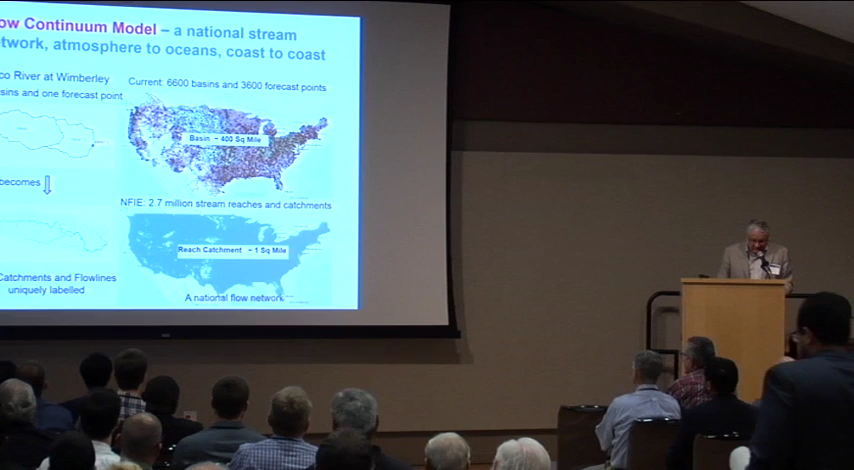 ow Continuum Model – a national stream
twork, atmosphere to oceans, coast to coast
co River at Wimberley
sins and one forecast point
Current: 6600 basins and 3600 forecast points
Basin ~ 400 Sq Mile
becomes
NFIE: 2.7 million stream reaches and catchments
Reach Catchment ~ 1 Sq Mile
Catchments and Flowlines
uniquely labelled
A national flow network